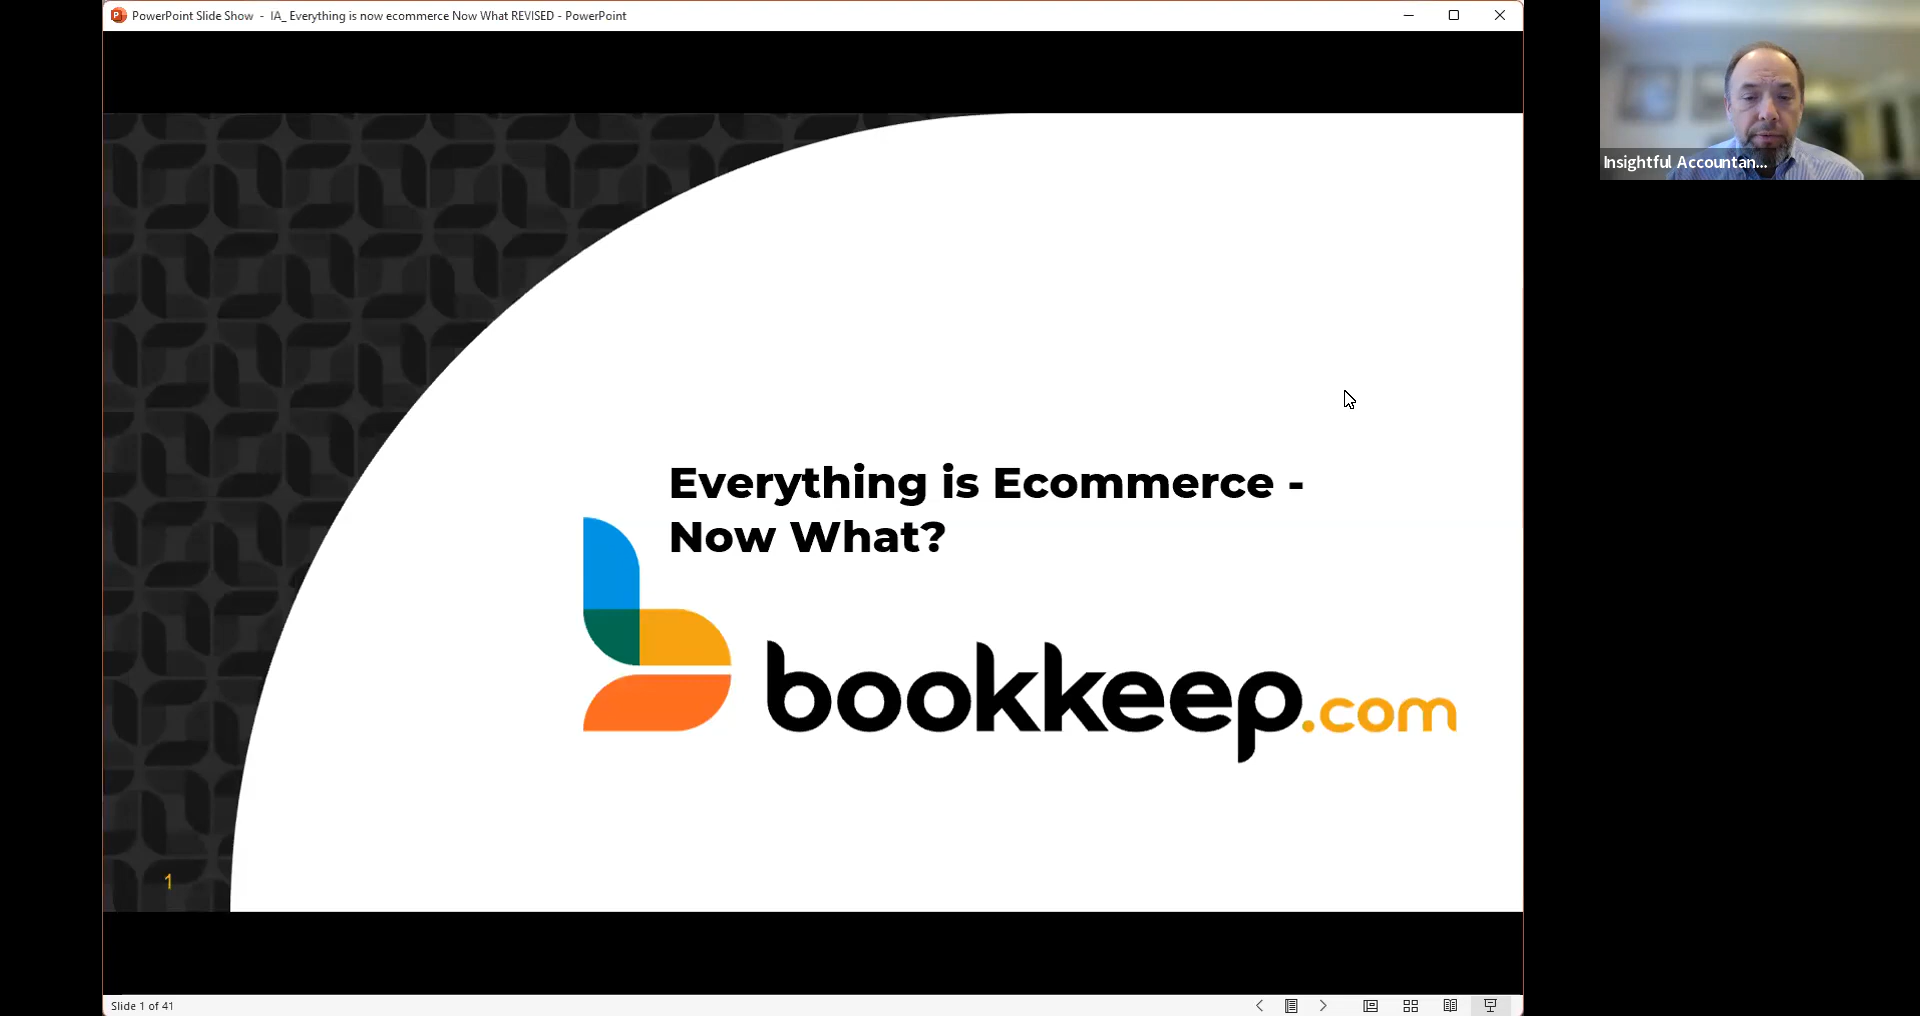 PowerPoint Slide Show - IA_ Everything is now ecommerce Now What REVISED - PowerPoint
Insightful Accountan...
Everything is Ecommerce -
Now What?
bookkeep.com
1
Slide 1 of 41